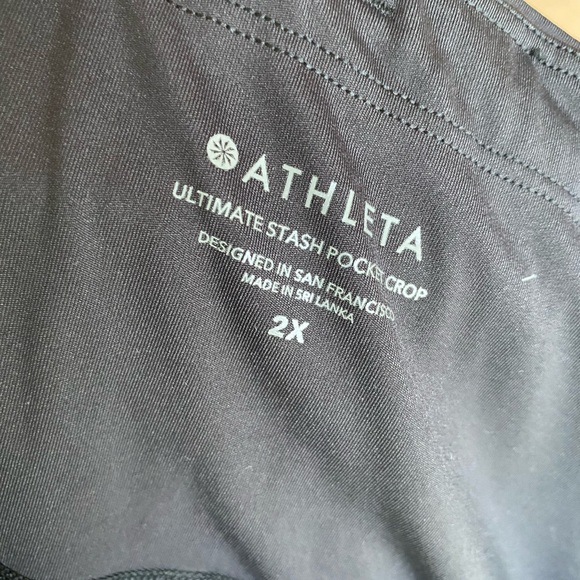 ATHLETA
ULTIMATE STASH POCKET CROP
DESIGNED IN SAN FRANCISCO
MADE IN SRI LANKA
2X